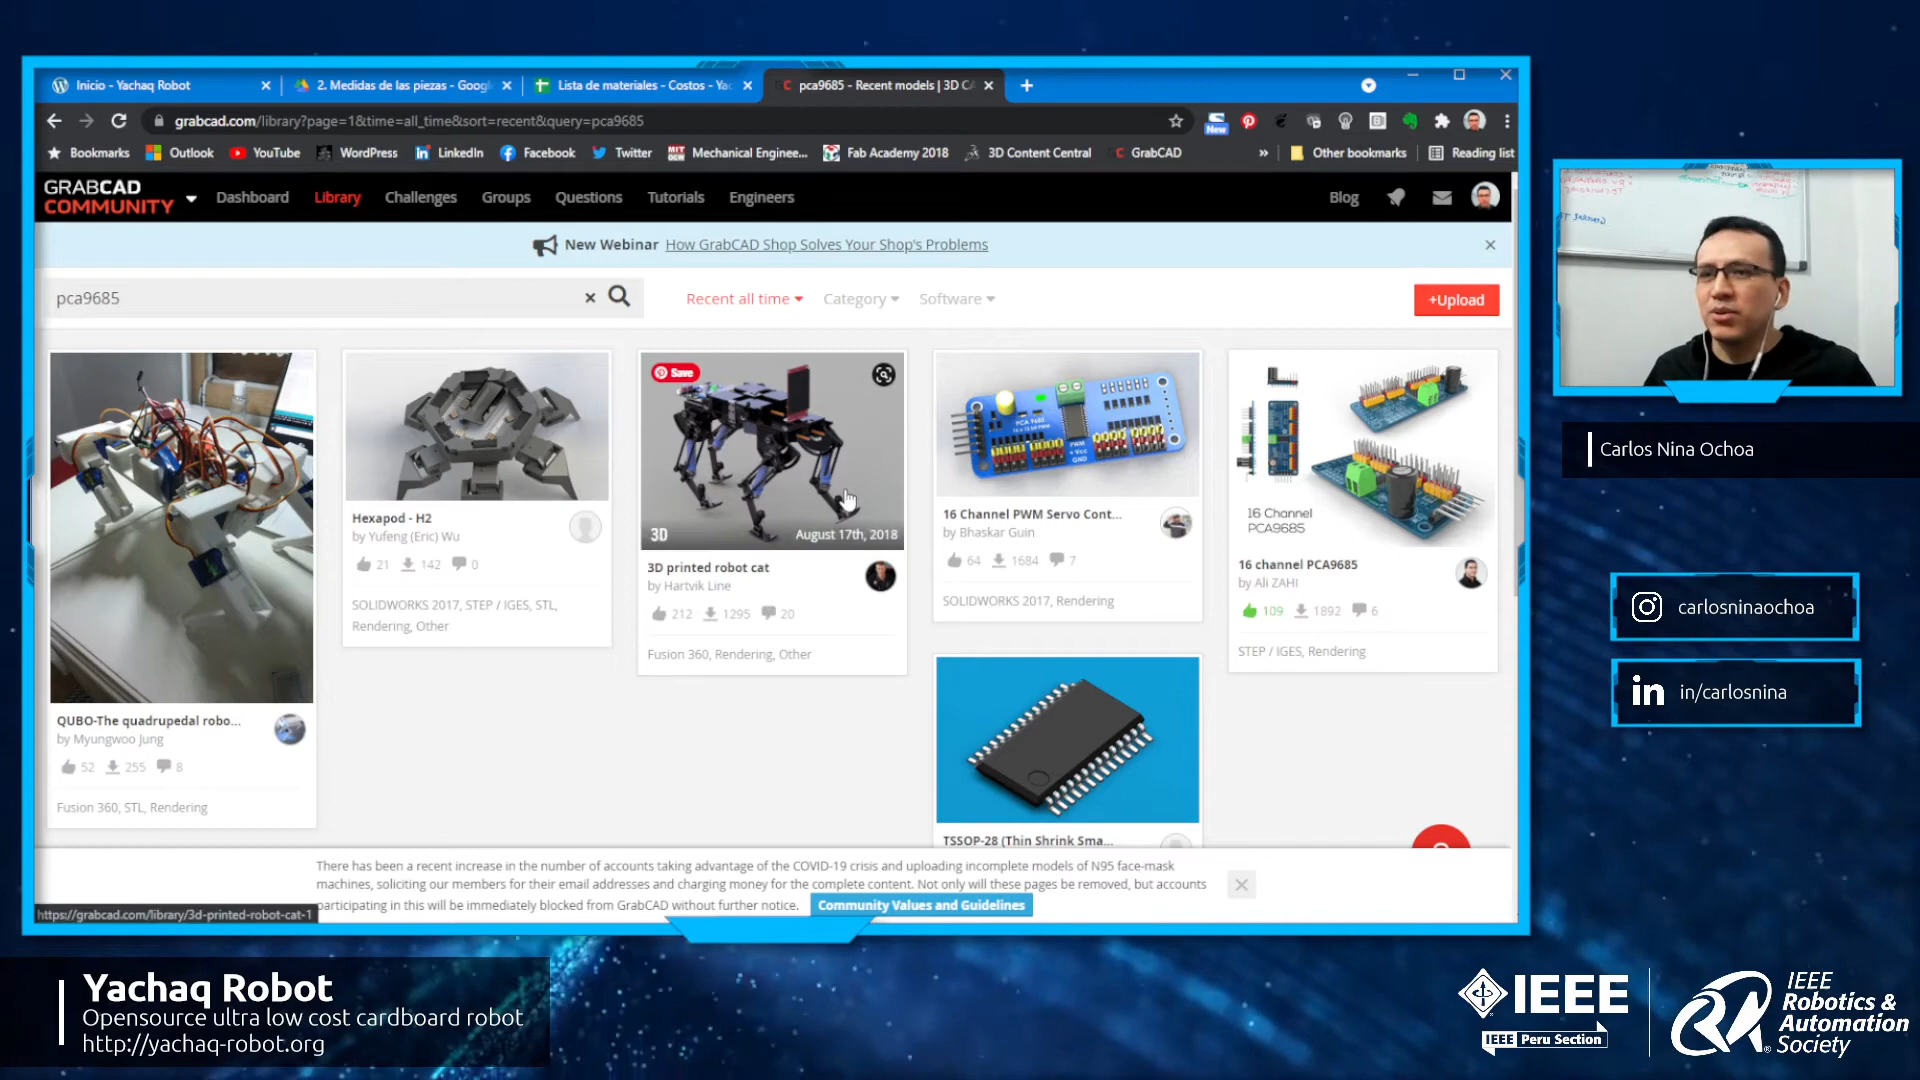 Inicio - Yachaq Robot
2. Medidas de las piezas - Goog
Lista de materiales - Costos - Yac
pca9685 - Recent models | 3D CA
grabcad.com/library?page=1&time=all_time&sort=recent&query=pca9685
New
Bookmarks
Outlook
YouTube
WordPress
LinkedIn
Facebook
Twitter
Mechanical Enginee...
Fab Academy 2018
3D Content Central
GrabCAD
»
Other bookmarks
Reading list
GRABCAD
COMMUNITY
Dashboard
Library
Challenges
Groups
Questions
Tutorials
Engineers
Blog
New Webinar How GrabCAD Shop Solves Your Shop's Problems
pca9685
Recent all time
Category
Software
+Upload
QUBO-The quadrupedal robo...
by Myungwoo Jung
52 255 8
Fusion 360, STL, Rendering
Hexapod - H2
by Yufeng (Eric) Wu
21 142 0
SOLIDWORKS 2017, STEP / IGES, STL,
Rendering, Other
Save
3D
August 17th, 2018
3D printed robot cat
by Hartvik Line
212 1295 20
Fusion 360, Rendering, Other
PCA 9685
PWM
+Vcc
GND
16 Channel PWM Servo Cont...
by Bhaskar Guin
64 1684 7
SOLIDWORKS 2017, Rendering
TSSOP-28 (Thin Shrink Sma...
16 Channel
PCA9685
16 channel PCA9685
by Ali ZAHI
109 1892 6
STEP / IGES, Rendering
There has been a recent increase in the number of accounts taking advantage of the COVID-19 crisis and uploading incomplete models of N95 face-mask
machines, soliciting our members for their email addresses and charging money for the complete content. Not only will these pages be removed, but accounts
participating in this will be immediately blocked from GrabCAD without further notice.
Community Values and Guidelines
https://grabcad.com/library/3d-printed-robot-cat-1
Carlos Nina Ochoa
carlosninaochoa
in/carlosnina
Yachaq Robot
Opensource ultra low cost cardboard robot
http://yachaq-robot.org
IEEE
IEEE Peru Section
IEEE
Robotics &
Automation
Society